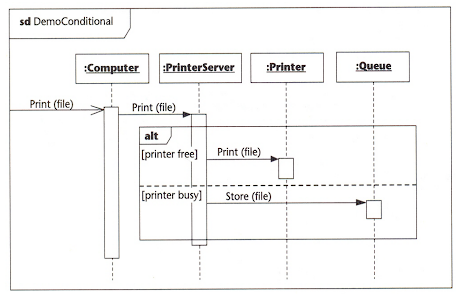 sd DemoConditional
:Computer
:PrinterServer
:Printer
:Queue
Print (file)
Print (file)
alt
[printer free]
Print (file)
[printer busy]
Store (file)